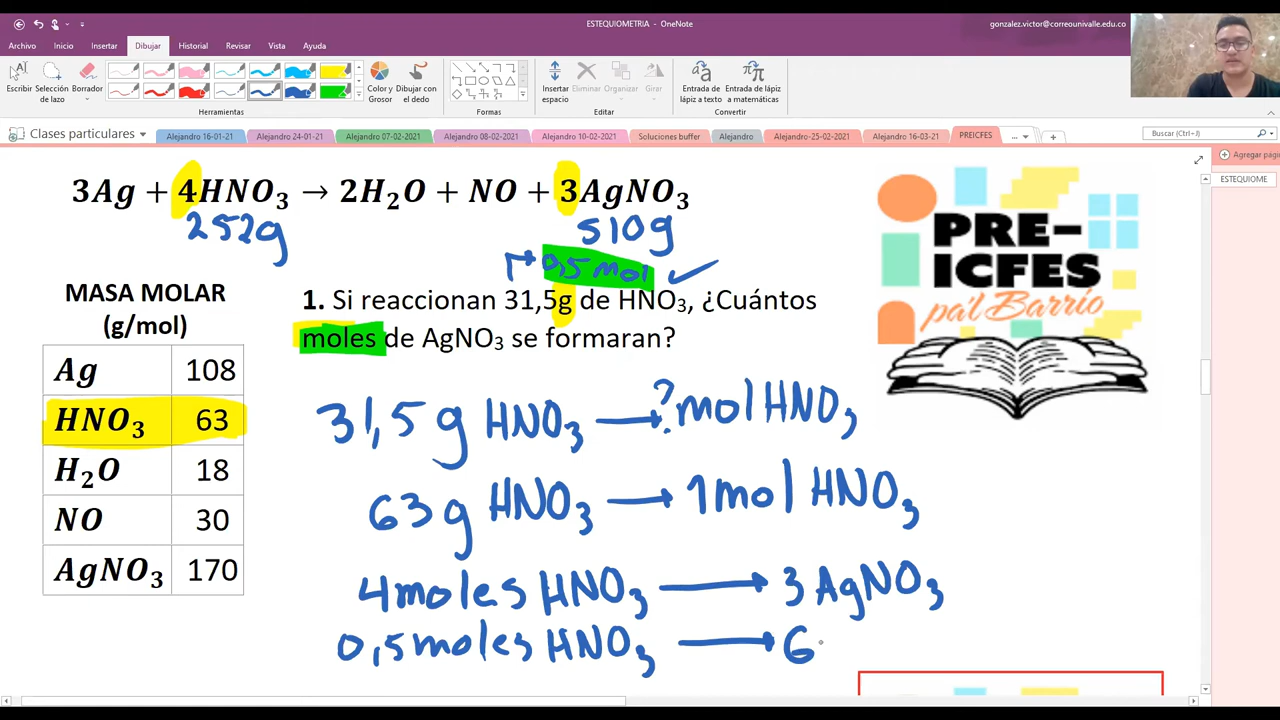 ESTEQUIOMETRIA - OneNote
gonzalez.victor@correounivalle.edu.co
Archivo Inicio Insertar Dibujar Historial Revisar Vista Ayuda
Escribir
Selección de lazo
Borrador
Color y Grosor
Dibujar con el dedo
Insertar espacio
Eliminar
Organizar
Girar
Entrada de lápiz a texto
Entrada de lápiz a matemáticas
Herramientas Formas Editar Convertir
Clases particulares
Alejandro 16-01-21 Alejandro 24-01-21 Alejandro 07-02-2021 Alejandro 08-02-2021 Alejandro 10-02-2021 Soluciones buffer Alejandro Alejandro-25-02-2021 Alejandro 16-03-21 PREICFES ...
Buscar (Ctrl+J)
Agregar pági
ESTEQUIOME
3Ag + 4HNO₃ → 2H₂O + NO + 3AgNO₃
252g 510g
0,5 mol
MASA MOLAR
(g/mol)
Ag 108
HNO₃ 63
H₂O 18
NO 30
AgNO₃ 170
1. Si reaccionan 31,5g de HNO₃, ¿Cuántos
moles de AgNO₃ se formaran?
31,5 g HNO₃ → ? mol HNO₃
63 g HNO₃ → 1 mol HNO₃
4 moles HNO₃ → 3 AgNO₃
0,5 moles HNO₃ → 6
PRE-
ICFES
pa'l Barrio